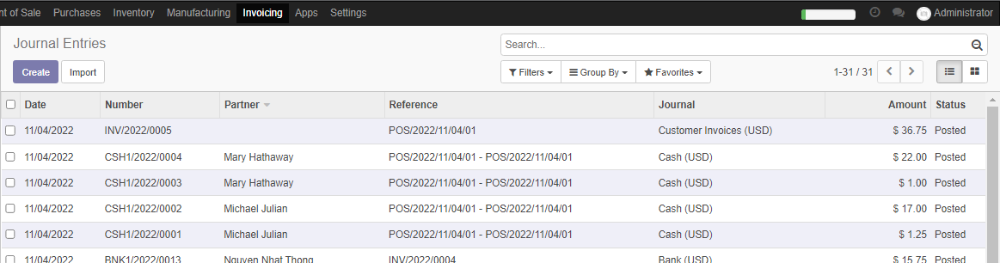 nt of Sale Purchases Inventory Manufacturing Invoicing Apps Settings Administrator
Journal Entries Search...
Create Import Filters Group By Favorites 1-31 / 31
Date Number Partner Reference Journal Amount Status
11/04/2022 INV/2022/0005 POS/2022/11/04/01 Customer Invoices (USD) $ 36.75 Posted
11/04/2022 CSH1/2022/0004 Mary Hathaway POS/2022/11/04/01 - POS/2022/11/04/01 Cash (USD) $ 22.00 Posted
11/04/2022 CSH1/2022/0003 Mary Hathaway POS/2022/11/04/01 - POS/2022/11/04/01 Cash (USD) $ 1.00 Posted
11/04/2022 CSH1/2022/0002 Michael Julian POS/2022/11/04/01 - POS/2022/11/04/01 Cash (USD) $ 17.00 Posted
11/04/2022 CSH1/2022/0001 Michael Julian POS/2022/11/04/01 - POS/2022/11/04/01 Cash (USD) $ 1.25 Posted
11/04/2022 BNK1/2022/0013 Nguyen Nhat Thong INV/2022/0004 Bank (USD) $ 15.75 Posted